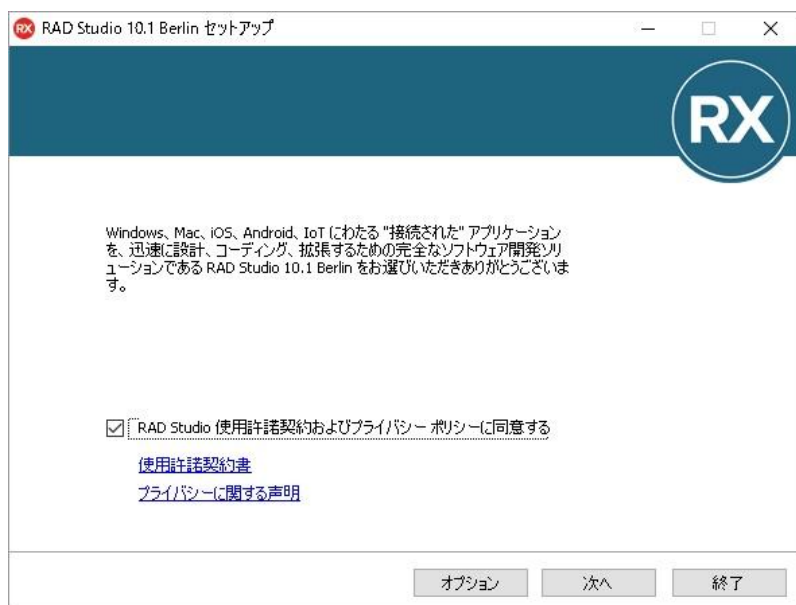 RX RAD Studio 10.1 Berlin セットアップ
RX
Windows、Mac、iOS、Android、IoT にわたる "接続された" アプリケーション
を、迅速に設計、コーディング、拡張するための完全なソフトウェア開発ソリ
ューションである RAD Studio 10.1 Berlin をお選びいただきありがとうございま
す。
RAD Studio 使用許諾契約およびプライバシー ポリシーに同意する
使用許諾契約書
プライバシーに関する声明
オプション 次へ 終了